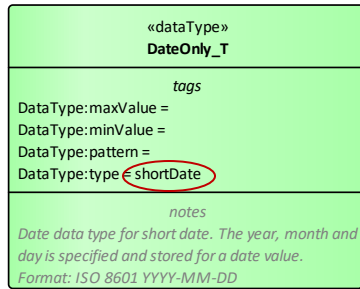 «dataType»
DateOnly_T
tags
DataType:maxValue =
DataType:minValue =
DataType:pattern =
DataType:type = shortDate
notes
Date data type for short date. The year, month and
day is specified and stored for a date value.
Format: ISO 8601 YYYY-MM-DD